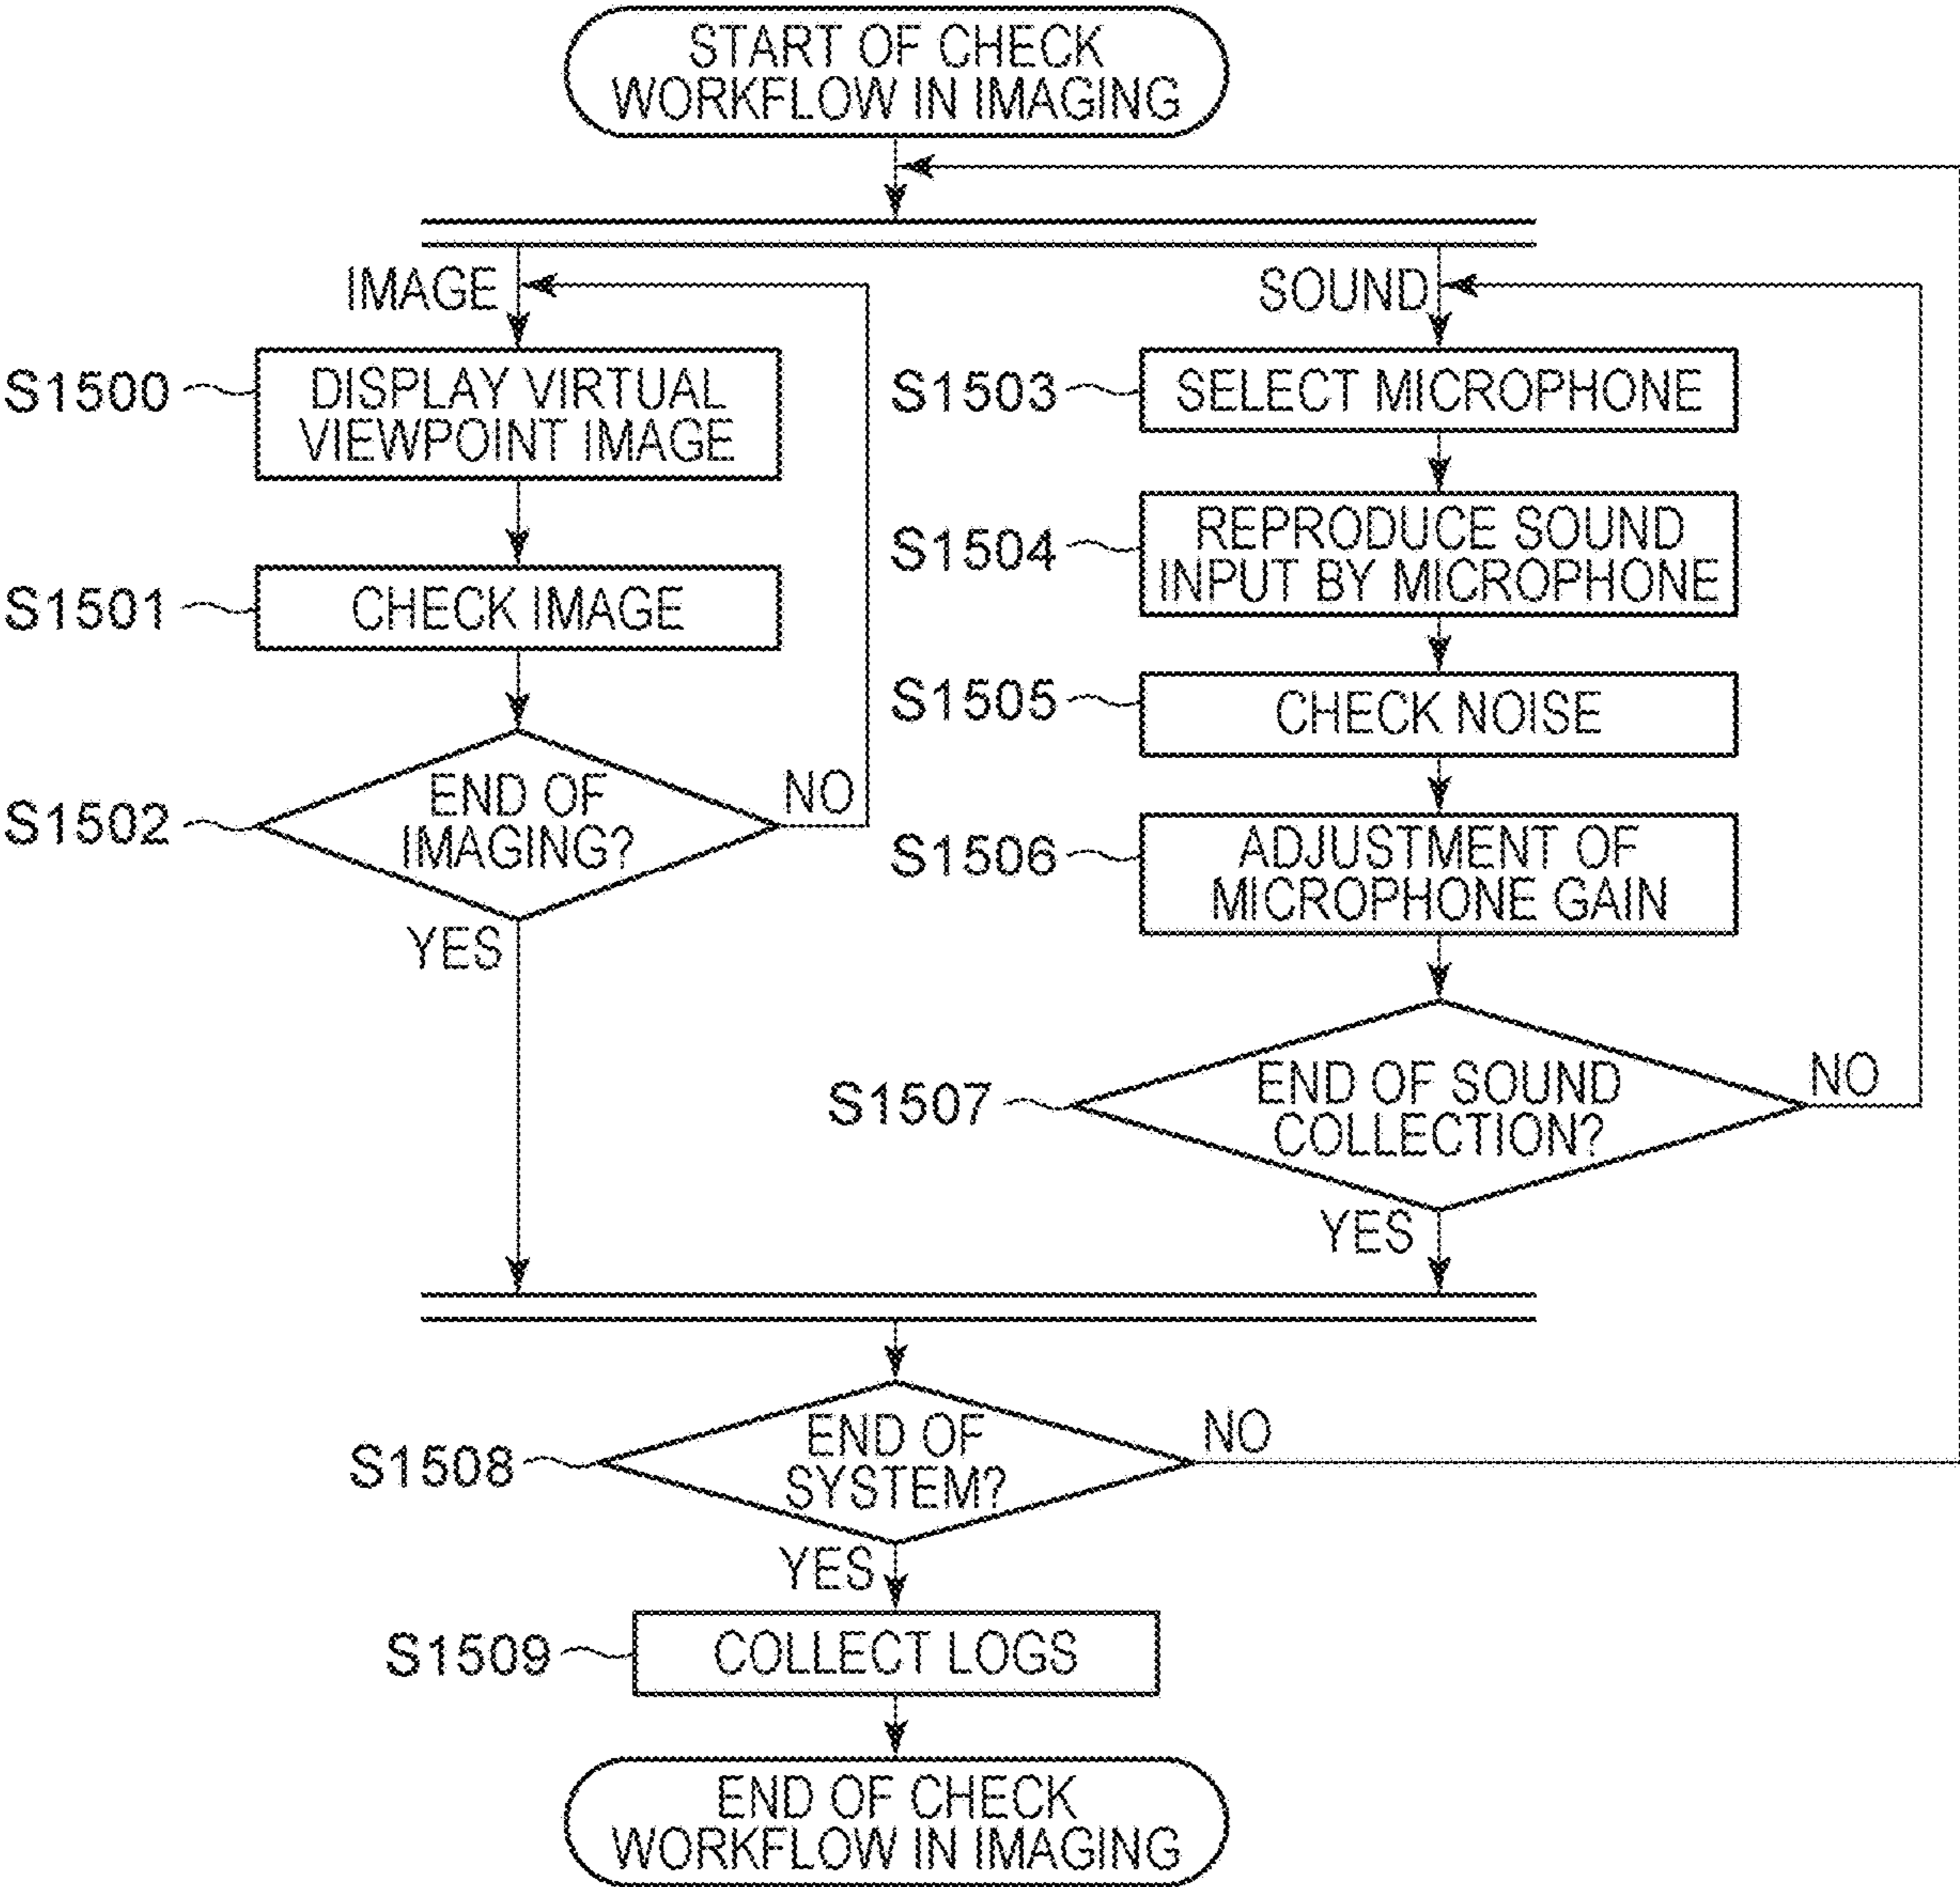 START OF CHECK
WORKFLOW IN IMAGING
IMAGE
S1500
DISPLAY VIRTUAL
VIEWPOINT IMAGE
S1501
CHECK IMAGE
S1502
END OF
IMAGING?
NO
YES
SOUND
S1503
SELECT MICROPHONE
S1504
REPRODUCE SOUND
INPUT BY MICROPHONE
S1505
CHECK NOISE
S1506
ADJUSTMENT OF
MICROPHONE GAIN
S1507
END OF SOUND
COLLECTION?
NO
YES
S1508
END OF
SYSTEM?
NO
YES
S1509
COLLECT LOGS
END OF CHECK
WORKFLOW IN IMAGING